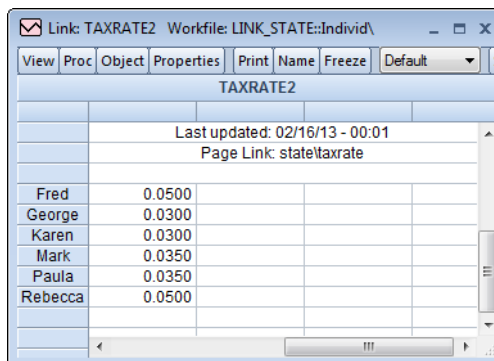 Link: TAXRATE2 Workfile: LINK_STATE::Individ\
View Proc Object Properties Print Name Freeze Default
TAXRATE2
Last updated: 02/16/13 - 00:01
Page Link: state\taxrate
Fred 0.0500
George 0.0300
Karen 0.0300
Mark 0.0350
Paula 0.0350
Rebecca 0.0500